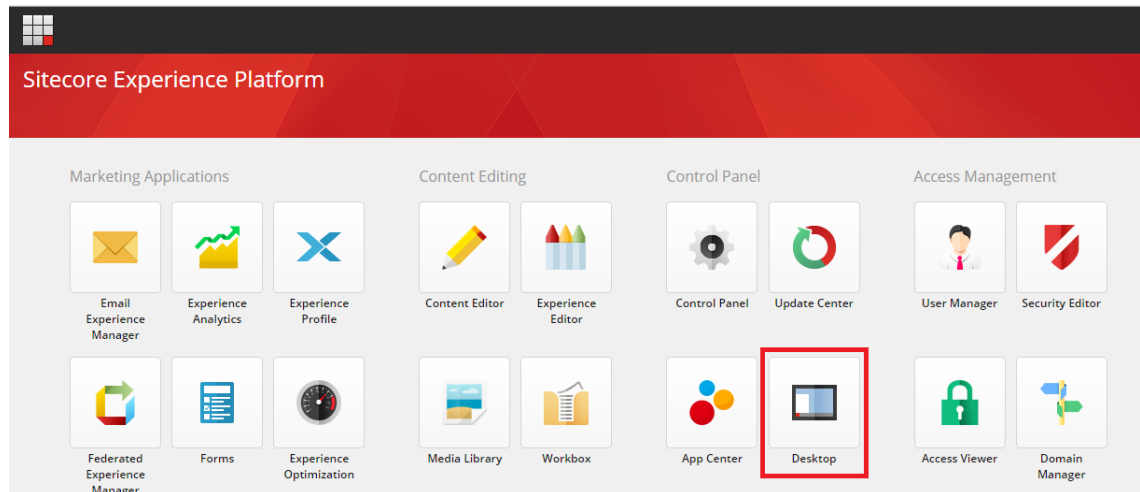 Sitecore Experience Platform
Marketing Applications
Content Editing
Control Panel
Access Management
Email
Experience
Manager
Experience
Analytics
Experience
Profile
Content Editor
Experience
Editor
Control Panel
Update Center
User Manager
Security Editor
Federated
Experience
Manager
Forms
Experience
Optimization
Media Library
Workbox
App Center
Desktop
Access Viewer
Domain
Manager